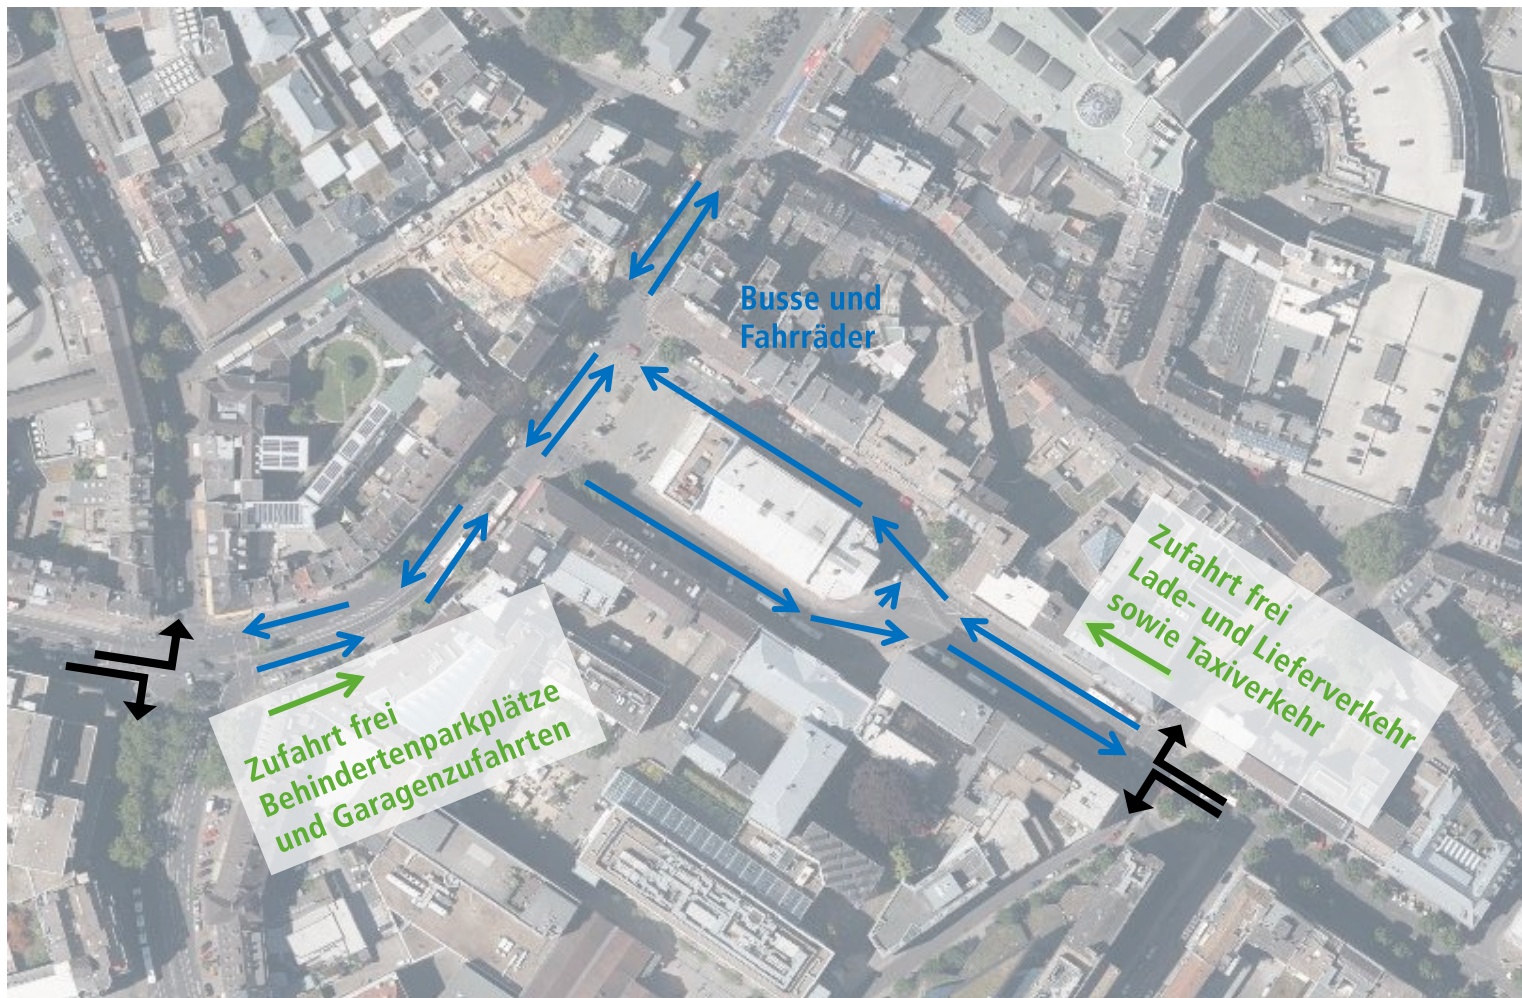 Busse und
Fahrräder
Zufahrt frei
Lade- und Lieferverkehr
sowie Taxiverkehr
Zufahrt frei
Behindertenparkplätze
und Garagenzufahrten